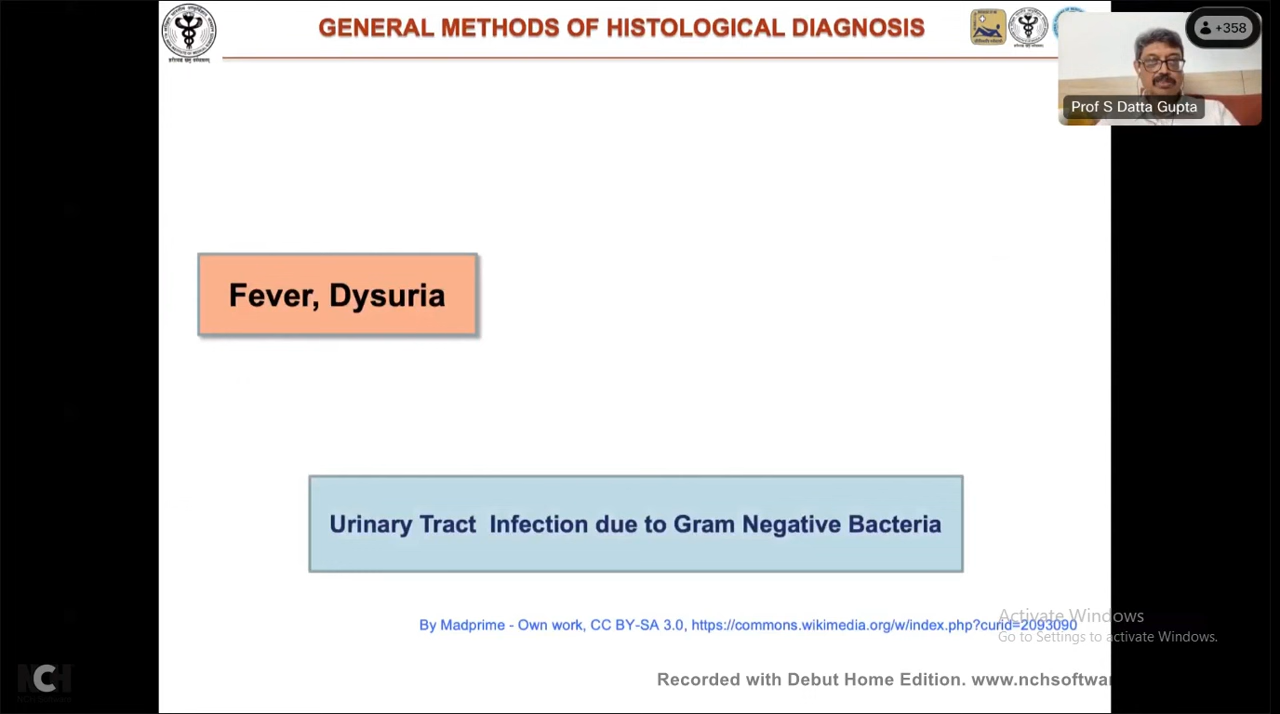 GENERAL METHODS OF HISTOLOGICAL DIAGNOSIS
+358
Prof S Datta Gupta
Fever, Dysuria
Urinary Tract Infection due to Gram Negative Bacteria
By Madprime - Own work, CC BY-SA 3.0, https://commons.wikimedia.org/w/index.php?curid=2093090
Activate Windows
Go to Settings to activate Windows.
NCH
Recorded with Debut Home Edition. www.nchsoftwar